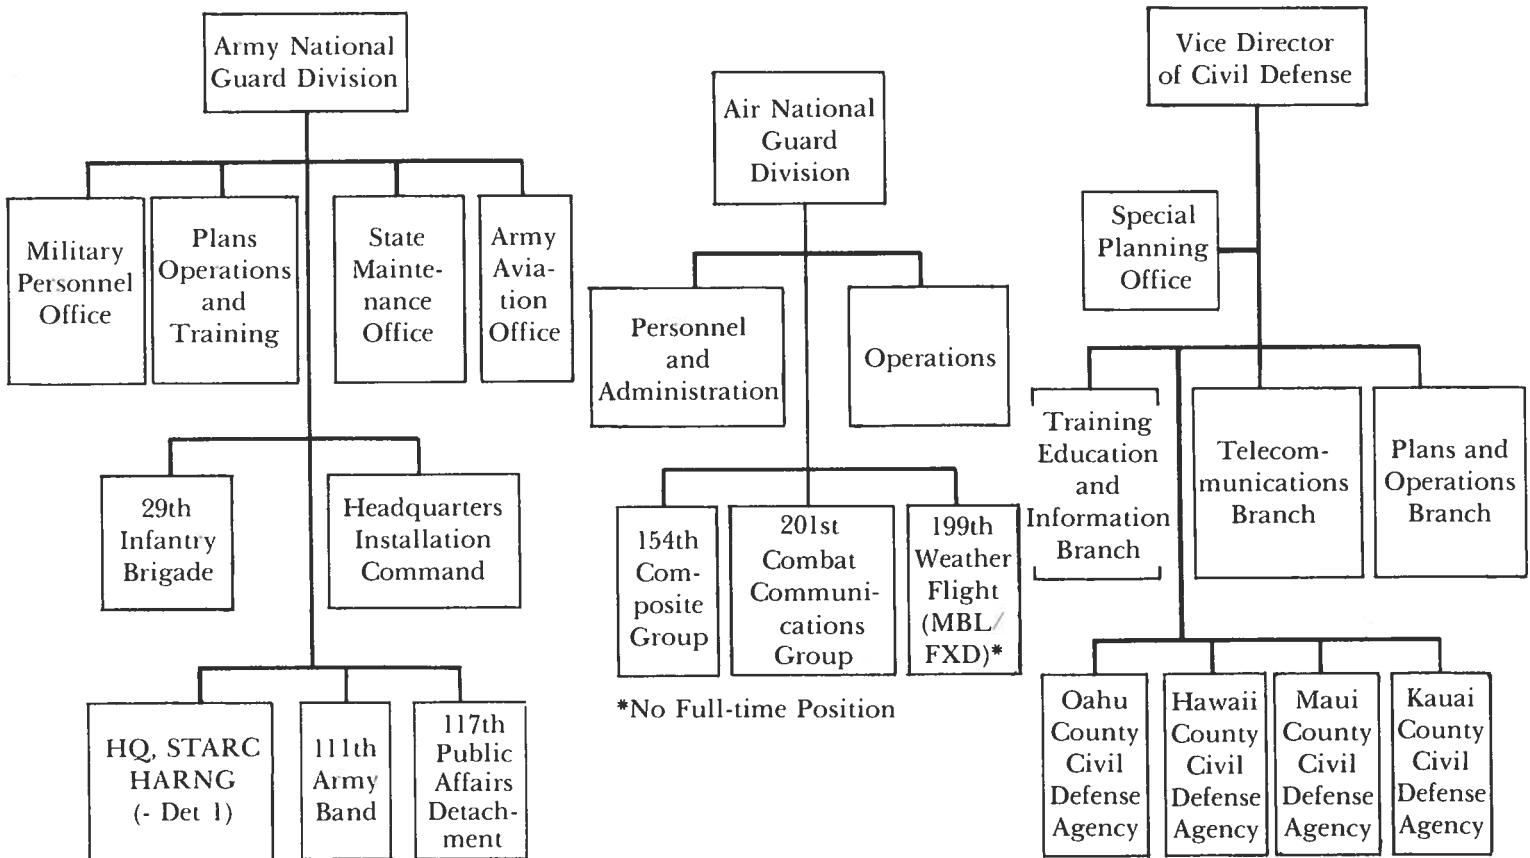 Army National
Guard Division
Military
Personnel
Office
Plans
Operations
and
Training
State
Mainte-
nance
Office
Army
Avia-
tion
Office
29th
Infantry
Brigade
Headquarters
Installation
Command
HQ, STARC
HARNG
(- Det 1)
111th
Army
Band
117th
Public
Affairs
Detach-
ment
Air National
Guard
Division
Personnel
and
Administration
Operations
154th
Com-
posite
Group
201st
Combat
Communi-
cations
Group
199th
Weather
Flight
(MBL/
FXD)*
*No Full-time Position
Vice Director
of Civil Defense
Special
Planning
Office
Training
Education
and
Information
Branch
Telecom-
munications
Branch
Plans and
Operations
Branch
Oahu
County
Civil
Defense
Agency
Hawaii
County
Civil
Defense
Agency
Maui
County
Civil
Defense
Agency
Kauai
County
Civil
Defense
Agency